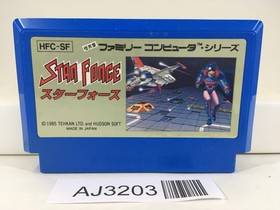 HFC-SF
ファミリー コンピュータ™シリーズ
STAR FORCE
スターフォース
© 1985 TEHKAN LTD. and HUDSON SOFT
MADE IN JAPAN
AJ3203